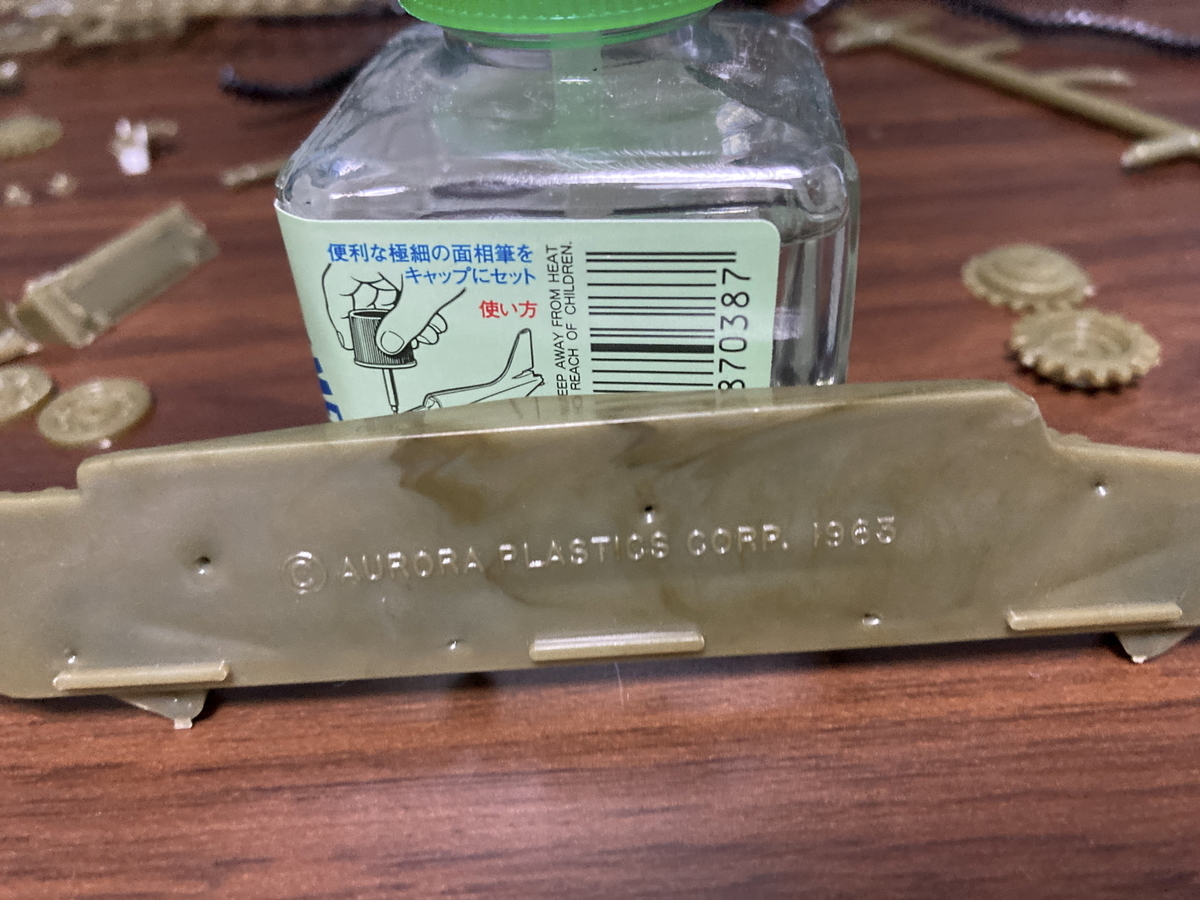 便利な極細の面相筆を
キャップにセット
使い方
EEP AWAY FROM HEAT
REACH OF CHILDREN.
870387
© AURORA PLASTICS CORP. 1963